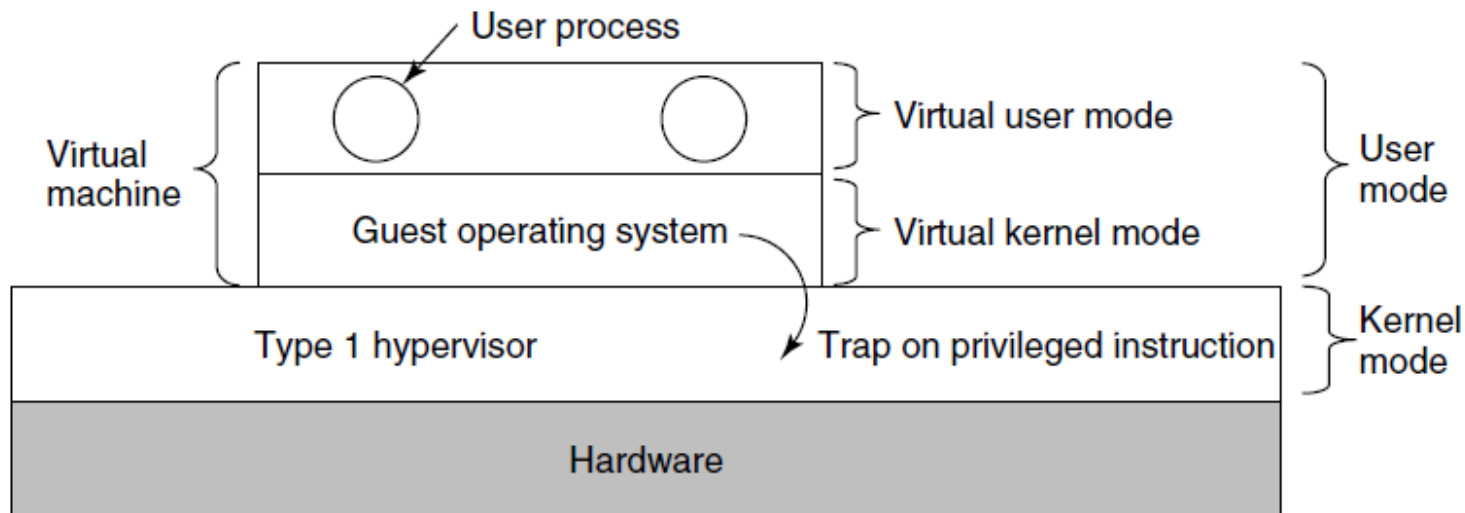 User process
Virtual
machine
Virtual user mode
User
mode
Guest operating system
Virtual kernel mode
Type 1 hypervisor
Trap on privileged instruction
Kernel
mode
Hardware